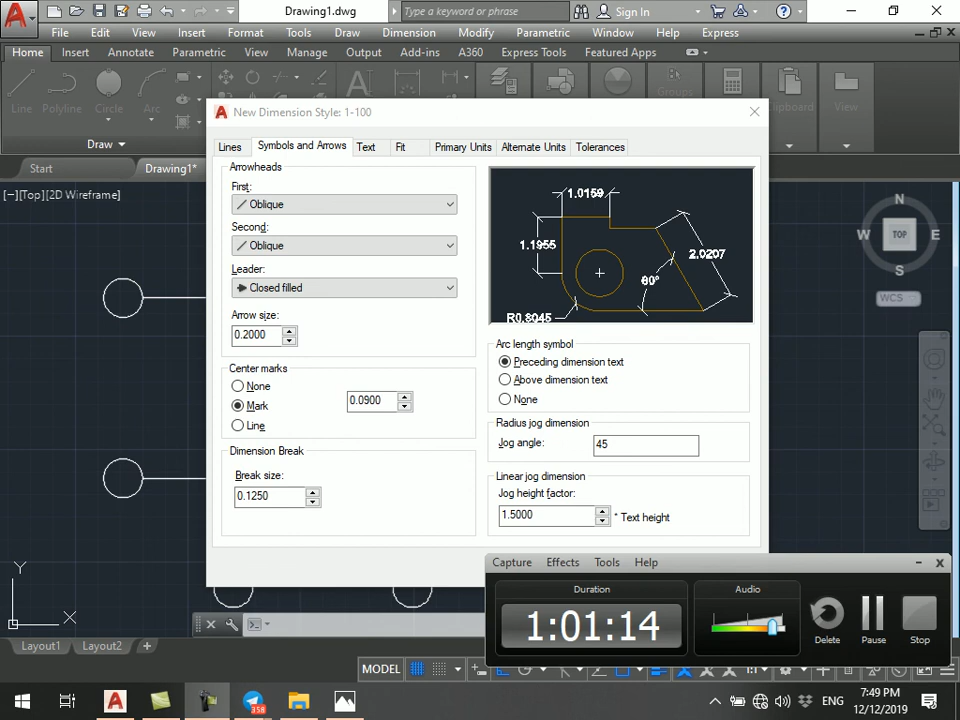 Drawing1.dwg
Type a keyword or phrase
Sign In
File Edit View Insert Format Tools Draw Dimension Modify Parametric Window Help Express
Home Insert Annotate Parametric View Manage Output Add-ins A360 Express Tools Featured Apps
Line Polyline Circle Arc
Groups
View
Draw
Start
Drawing1*
[−][Top][2D Wireframe]
New Dimension Style: 1-100
Lines Symbols and Arrows Text Fit Primary Units Alternate Units Tolerances
Arrowheads
First:
Oblique
Second:
Oblique
Leader:
Closed filled
Arrow size:
0.2000
Center marks
None
Mark
0.0900
Line
Dimension Break
Break size:
0.1250
1.0159
1.1955
2.0207
60°
R0.8045
Arc length symbol
Preceding dimension text
Above dimension text
None
Radius jog dimension
Jog angle:
45
Linear jog dimension
Jog height factor:
1.5000
* Text height
N
W TOP E
S
WCS
Y
X
Capture Effects Tools Help
Duration
1:01:14
Audio
Delete Pause Stop
Layout1 Layout2 +
MODEL
358
ENG
7:49 PM
12/12/2019